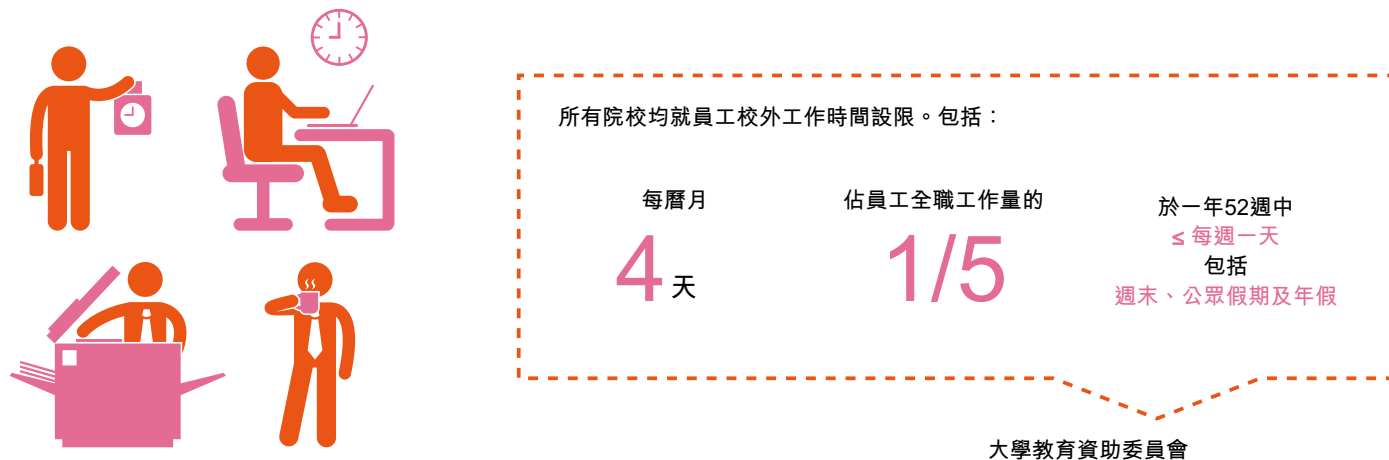 所有院校均就員工校外工作時間設限。包括：
每曆月
4天
佔員工全職工作量的
1/5
於一年52週中
≤ 每週一天
包括
週末、公眾假期及年假
大學教育資助委員會